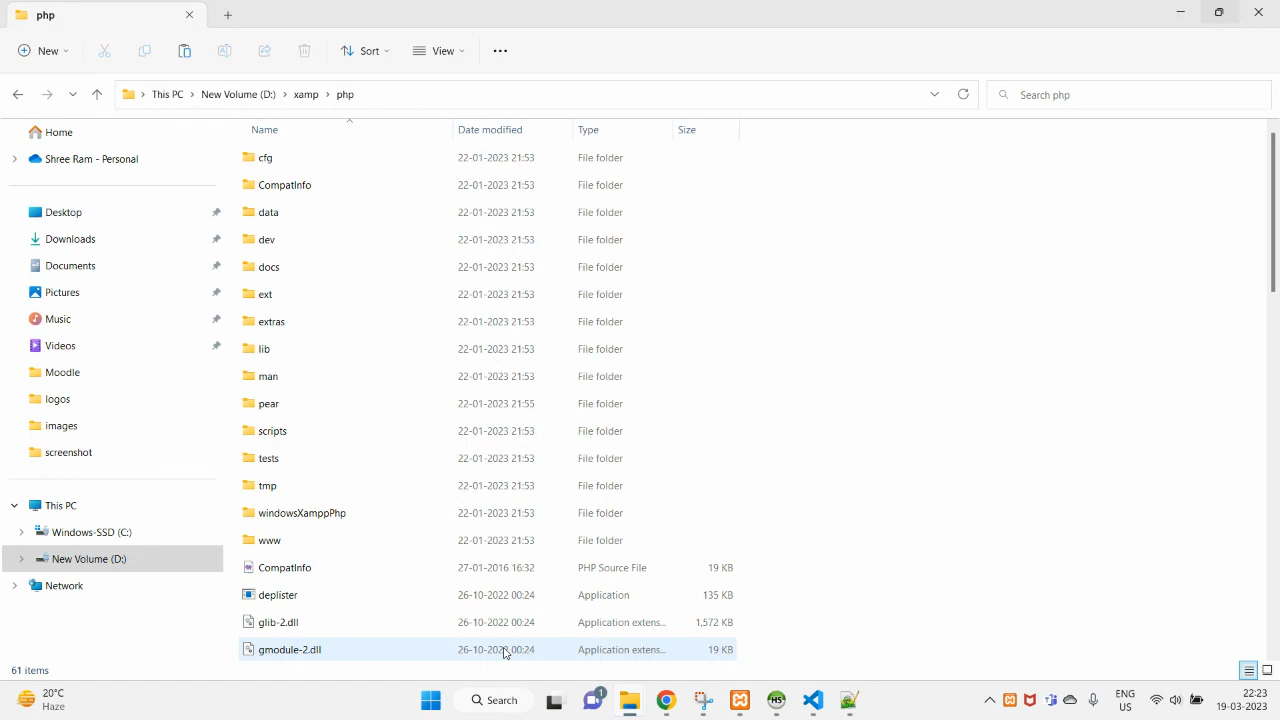 php
New
Sort
View
This PC > New Volume (D:) > xamp > php
Search php
Home
Shree Ram - Personal
Desktop
Downloads
Documents
Pictures
Music
Videos
Moodle
logos
images
screenshot
This PC
Windows-SSD (C:)
New Volume (D:)
Network
Name Date modified Type Size
cfg 22-01-2023 21:53 File folder
CompatInfo 22-01-2023 21:53 File folder
data 22-01-2023 21:53 File folder
dev 22-01-2023 21:53 File folder
docs 22-01-2023 21:53 File folder
ext 22-01-2023 21:53 File folder
extras 22-01-2023 21:53 File folder
lib 22-01-2023 21:53 File folder
man 22-01-2023 21:53 File folder
pear 22-01-2023 21:55 File folder
scripts 22-01-2023 21:53 File folder
tests 22-01-2023 21:53 File folder
tmp 22-01-2023 21:53 File folder
windowsXamppPhp 22-01-2023 21:53 File folder
www 22-01-2023 21:53 File folder
CompatInfo 27-01-2016 16:32 PHP Source File 19 KB
deplister 26-10-2022 00:24 Application 135 KB
glib-2.dll 26-10-2022 00:24 Application extens... 1,572 KB
gmodule-2.dll 26-10-2022 00:24 Application extens... 19 KB
61 items
20°C
Haze
Search
1
HS
ENG
US
22:23
19-03-2023